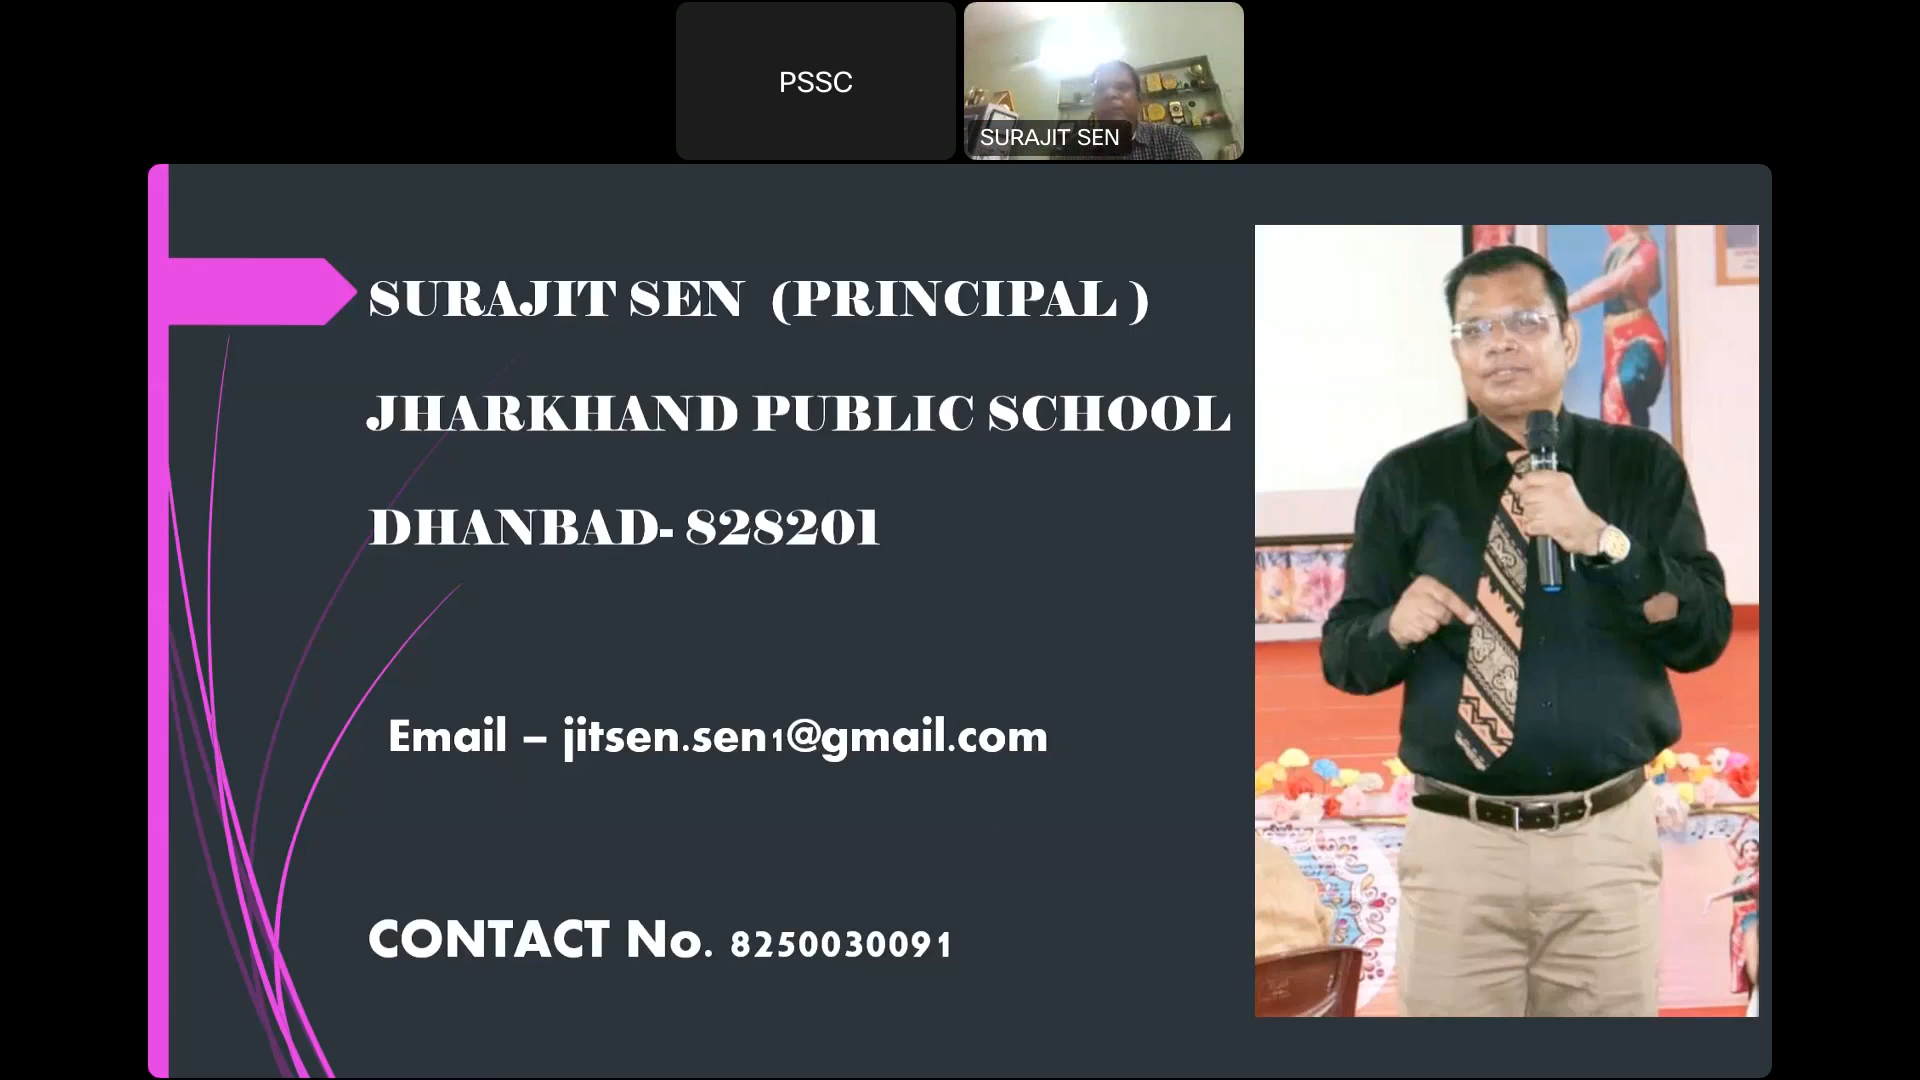 PSSC
SURAJIT SEN
SURAJIT SEN (PRINCIPAL )
JHARKHAND PUBLIC SCHOOL
DHANBAD- 828201
Email – jitsen.sen1@gmail.com
CONTACT No. 8250030091